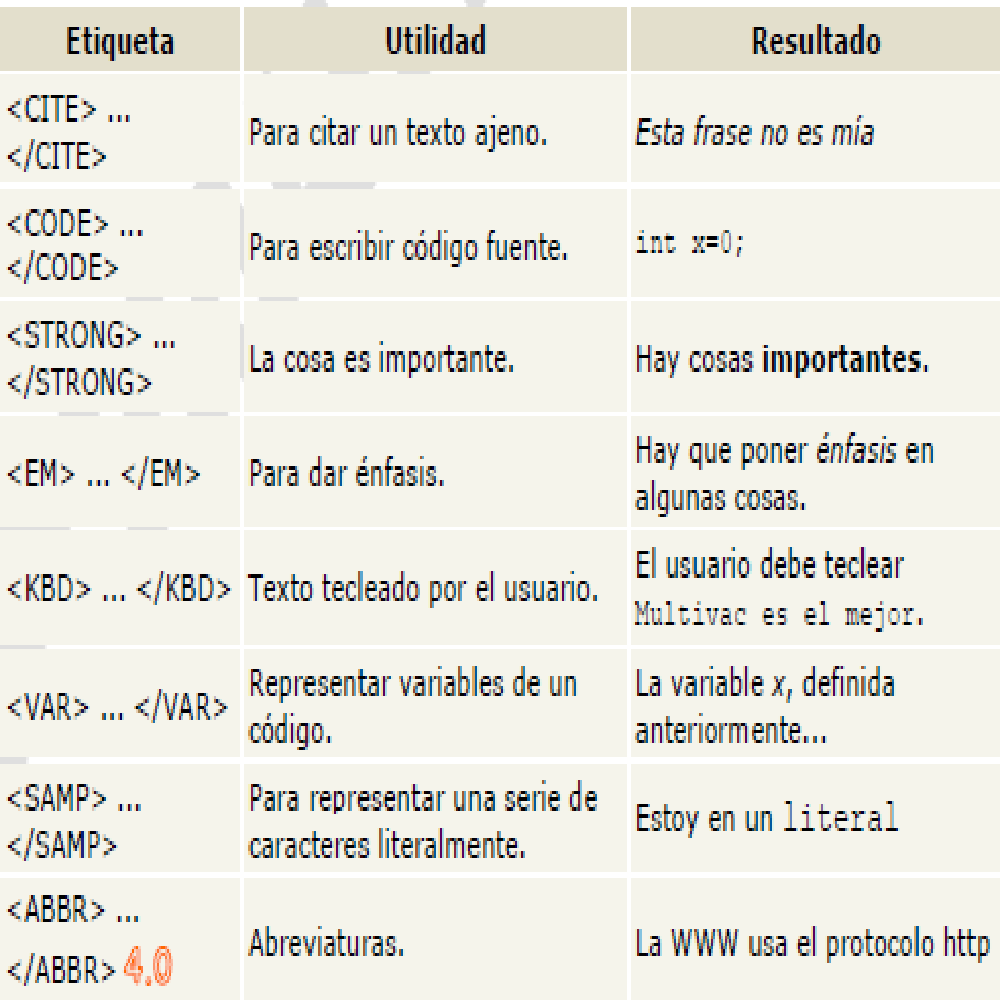 Etiqueta Utilidad Resultado
<CITE> ...
</CITE>
Para citar un texto ajeno.
Esta frase no es mía
<CODE> ...
</CODE>
Para escribir código fuente.
int x=0;
<STRONG> ...
</STRONG>
La cosa es importante.
Hay cosas importantes.
<EM> ... </EM>
Para dar énfasis.
Hay que poner énfasis en
algunas cosas.
<KBD> ... </KBD>
Texto tecleado por el usuario.
El usuario debe teclear
Multivac es el mejor.
<VAR> ... </VAR>
Representar variables de un
código.
La variable x, definida
anteriormente...
<SAMP> ...
</SAMP>
Para representar una serie de
caracteres literalmente.
Estoy en un literal
<ABBR> ...
</ABBR> 4.0
Abreviaturas.
La WWW usa el protocolo http